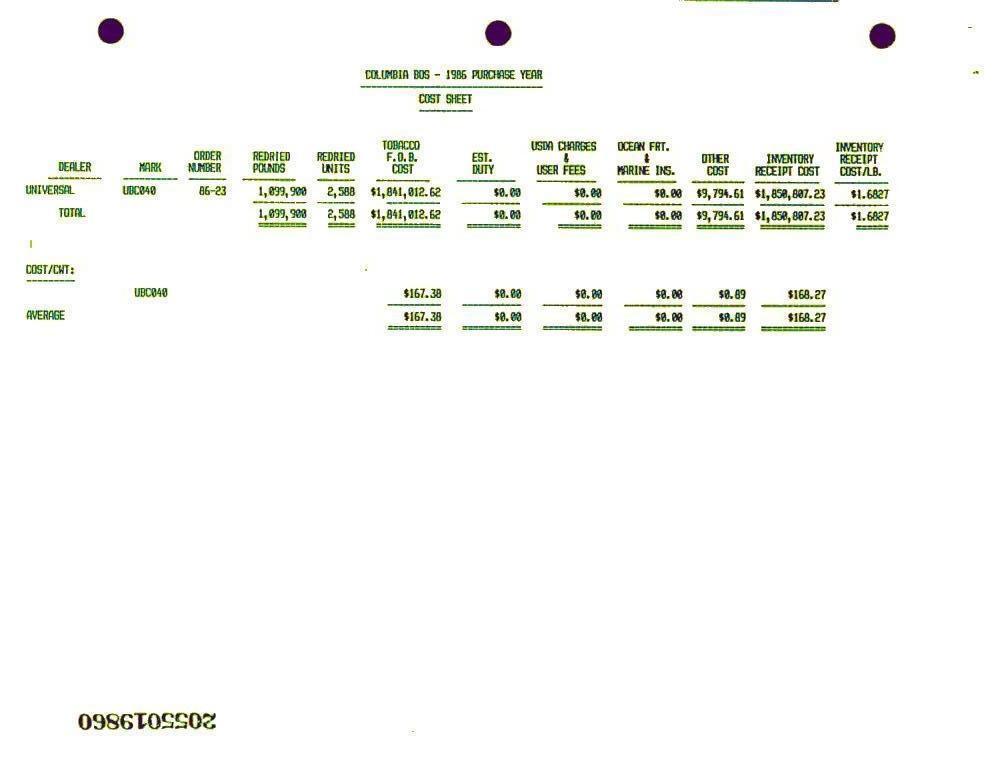 COLUMBIA BOS - 1986 PURCHASE YEAR
COST SHEET
DEALER MARK ORDER NUMBER REDRIED POUNDS REDRIED UNITS TOBACCO F.O.B. COST EST. DUTY USDA CHARGES & USER FEES OCEAN FRT. & MARINE INS. OTHER COST INVENTORY RECEIPT COST INVENTORY RECEIPT COST/LB.
UNIVERSAL UBC040 86-23 1,099,900 2,588 $1,841,012.62 $0.00 $0.00 $0.00 $9,794.61 $1,850,807.23 $1.6827
TOTAL 1,099,900 2,588 $1,841,012.62 $0.00 $0.00 $0.00 $9,794.61 $1,850,807.23 $1.6827
COST/CWT:
UBC040 $167.38 $0.00 $0.00 $0.00 $0.89 $168.27
AVERAGE $167.38 $0.00 $0.00 $0.00 $0.89 $168.27
2055019860